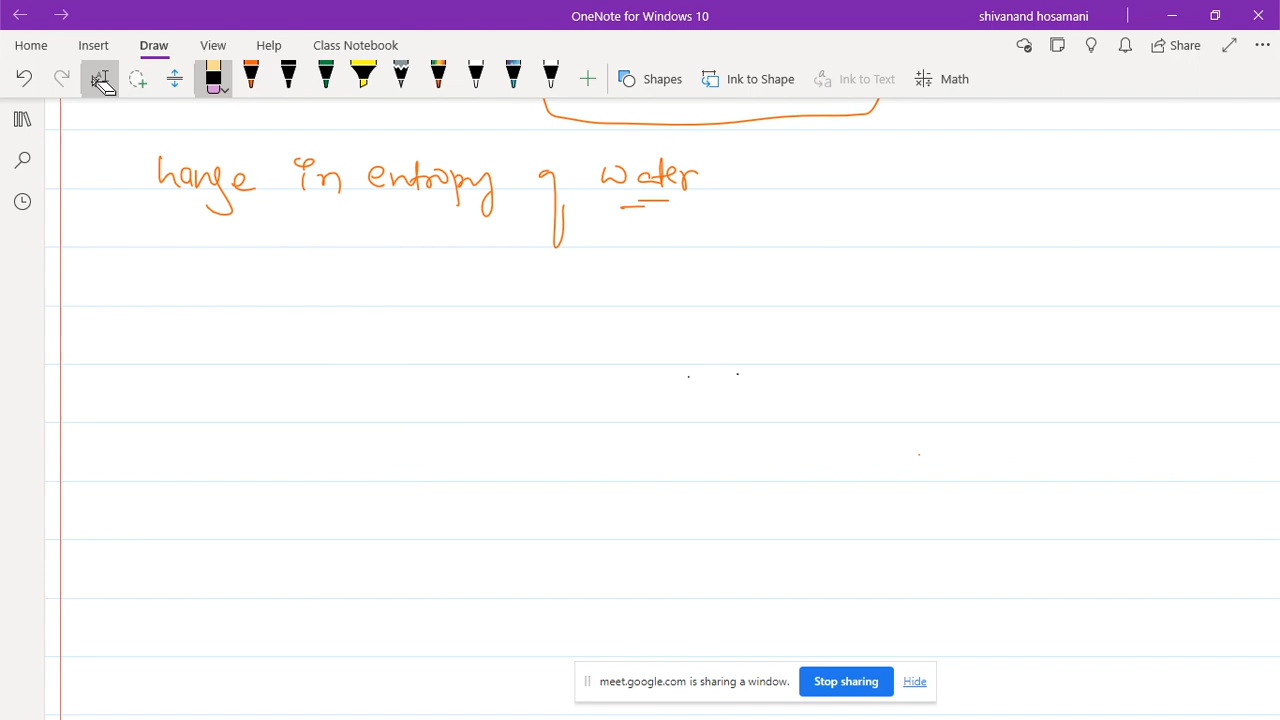 OneNote for Windows 10
shivanand hosamani
Home Insert Draw View Help Class Notebook
Share
Shapes Ink to Shape Ink to Text Math
hange in entropy of water
meet.google.com is sharing a window. Stop sharing Hide